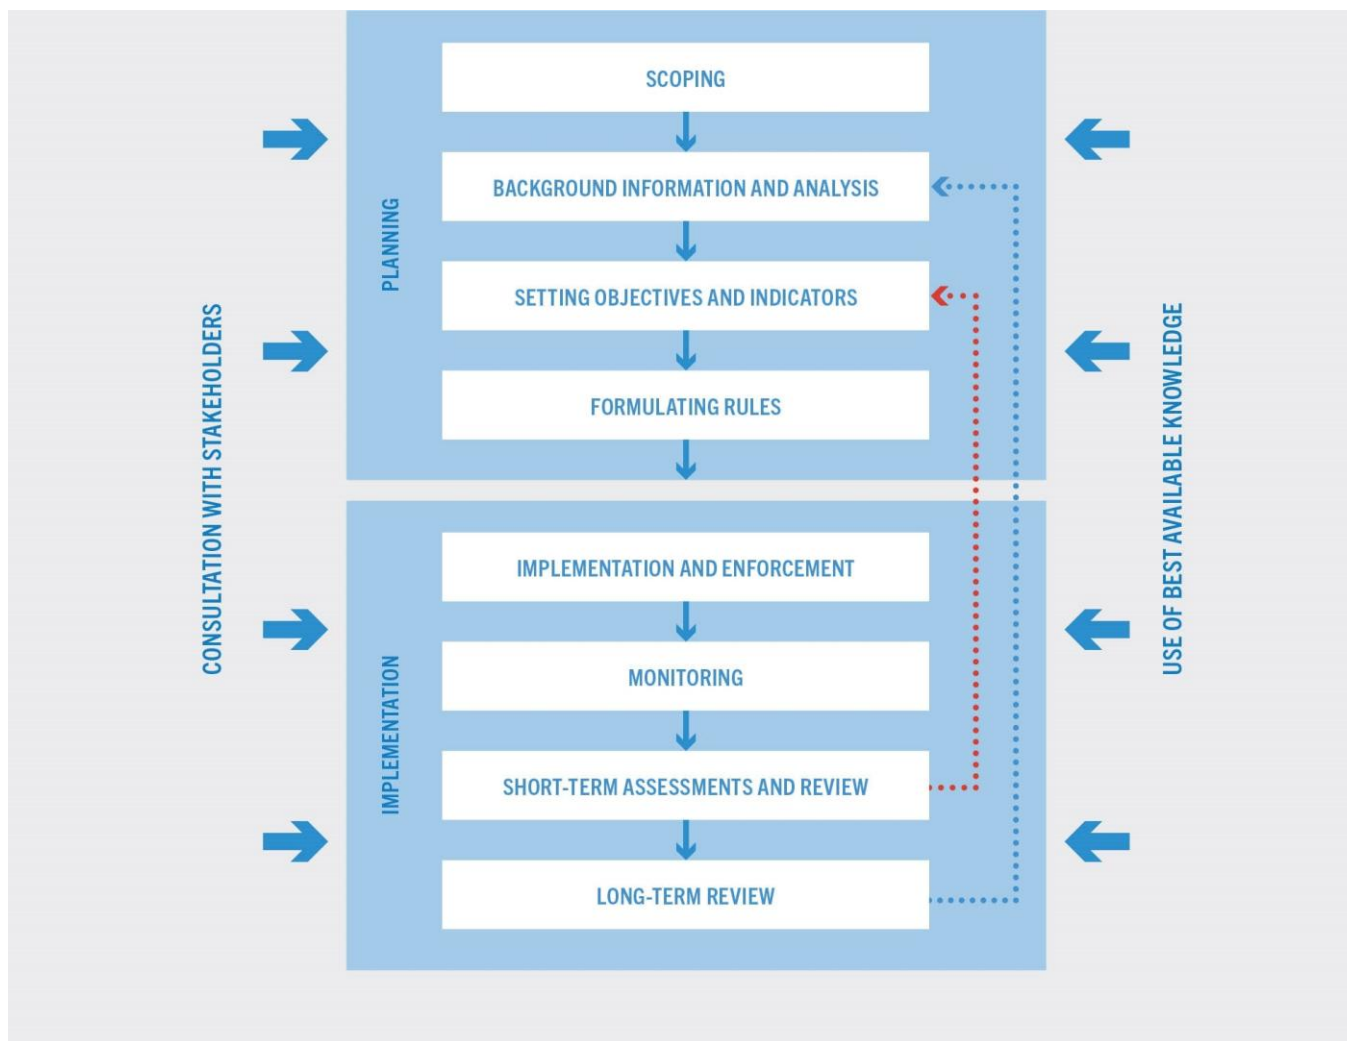 SCOPING
BACKGROUND INFORMATION AND ANALYSIS
PLANNING
SETTING OBJECTIVES AND INDICATORS
FORMULATING RULES
CONSULTATION WITH STAKEHOLDERS
USE OF BEST AVAILABLE KNOWLEDGE
IMPLEMENTATION AND ENFORCEMENT
MONITORING
IMPLEMENTATION
SHORT-TERM ASSESSMENTS AND REVIEW
LONG-TERM REVIEW